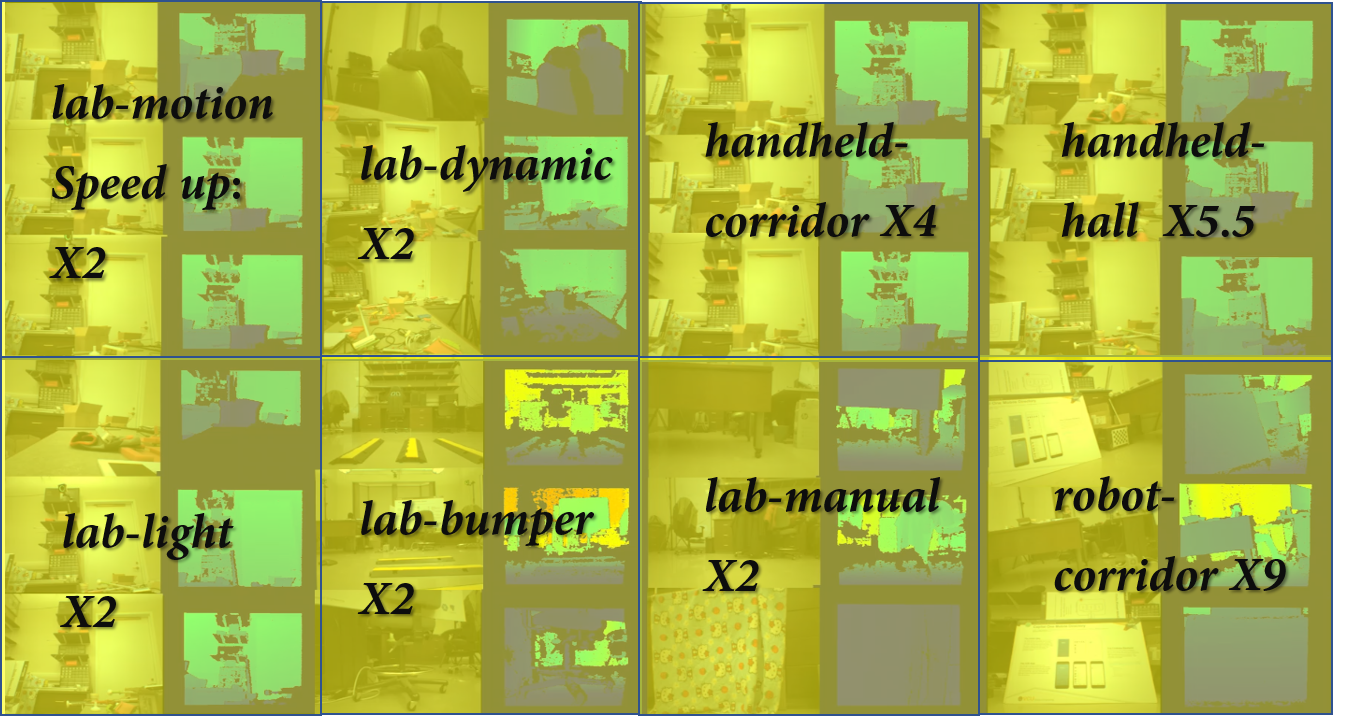 lab-motion
Speed up:
X2
lab-dynamic
X2
handheld-
corridor X4
handheld-
hall X5.5
lab-light
X2
lab-bumper
X2
lab-manual
X2
robot-
corridor X9